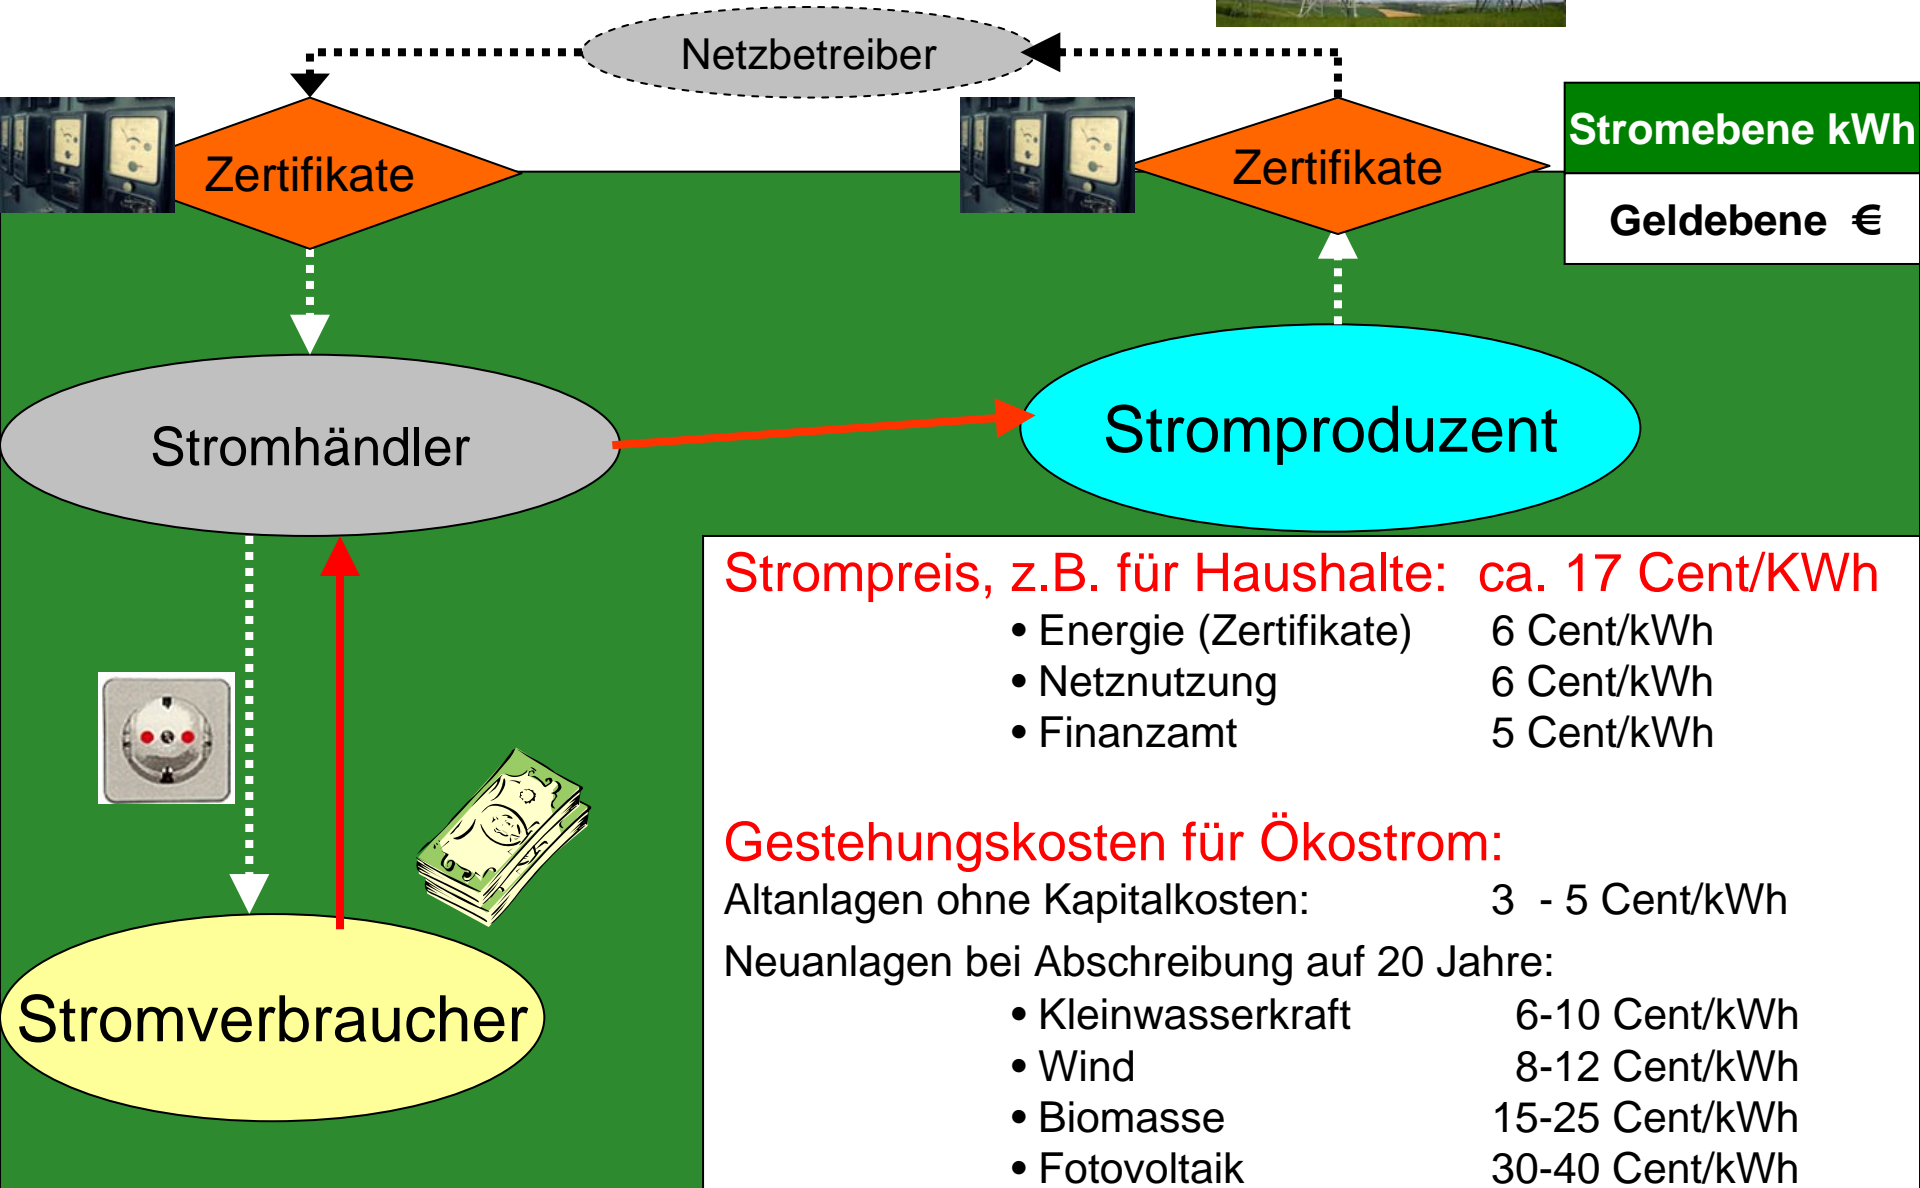 Netzbetreiber
Zertifikate
Zertifikate
Stromebene kWh
Geldebene €
Stromhändler
Stromproduzent
Stromverbraucher
Strompreis, z.B. für Haushalte: ca. 17 Cent/KWh
• Energie (Zertifikate) 6 Cent/kWh
• Netznutzung 6 Cent/kWh
• Finanzamt 5 Cent/kWh
Gestehungskosten für Ökostrom:
Altanlagen ohne Kapitalkosten: 3 - 5 Cent/kWh
Neuanlagen bei Abschreibung auf 20 Jahre:
• Kleinwasserkraft 6-10 Cent/kWh
• Wind 8-12 Cent/kWh
• Biomasse 15-25 Cent/kWh
• Fotovoltaik 30-40 Cent/kWh